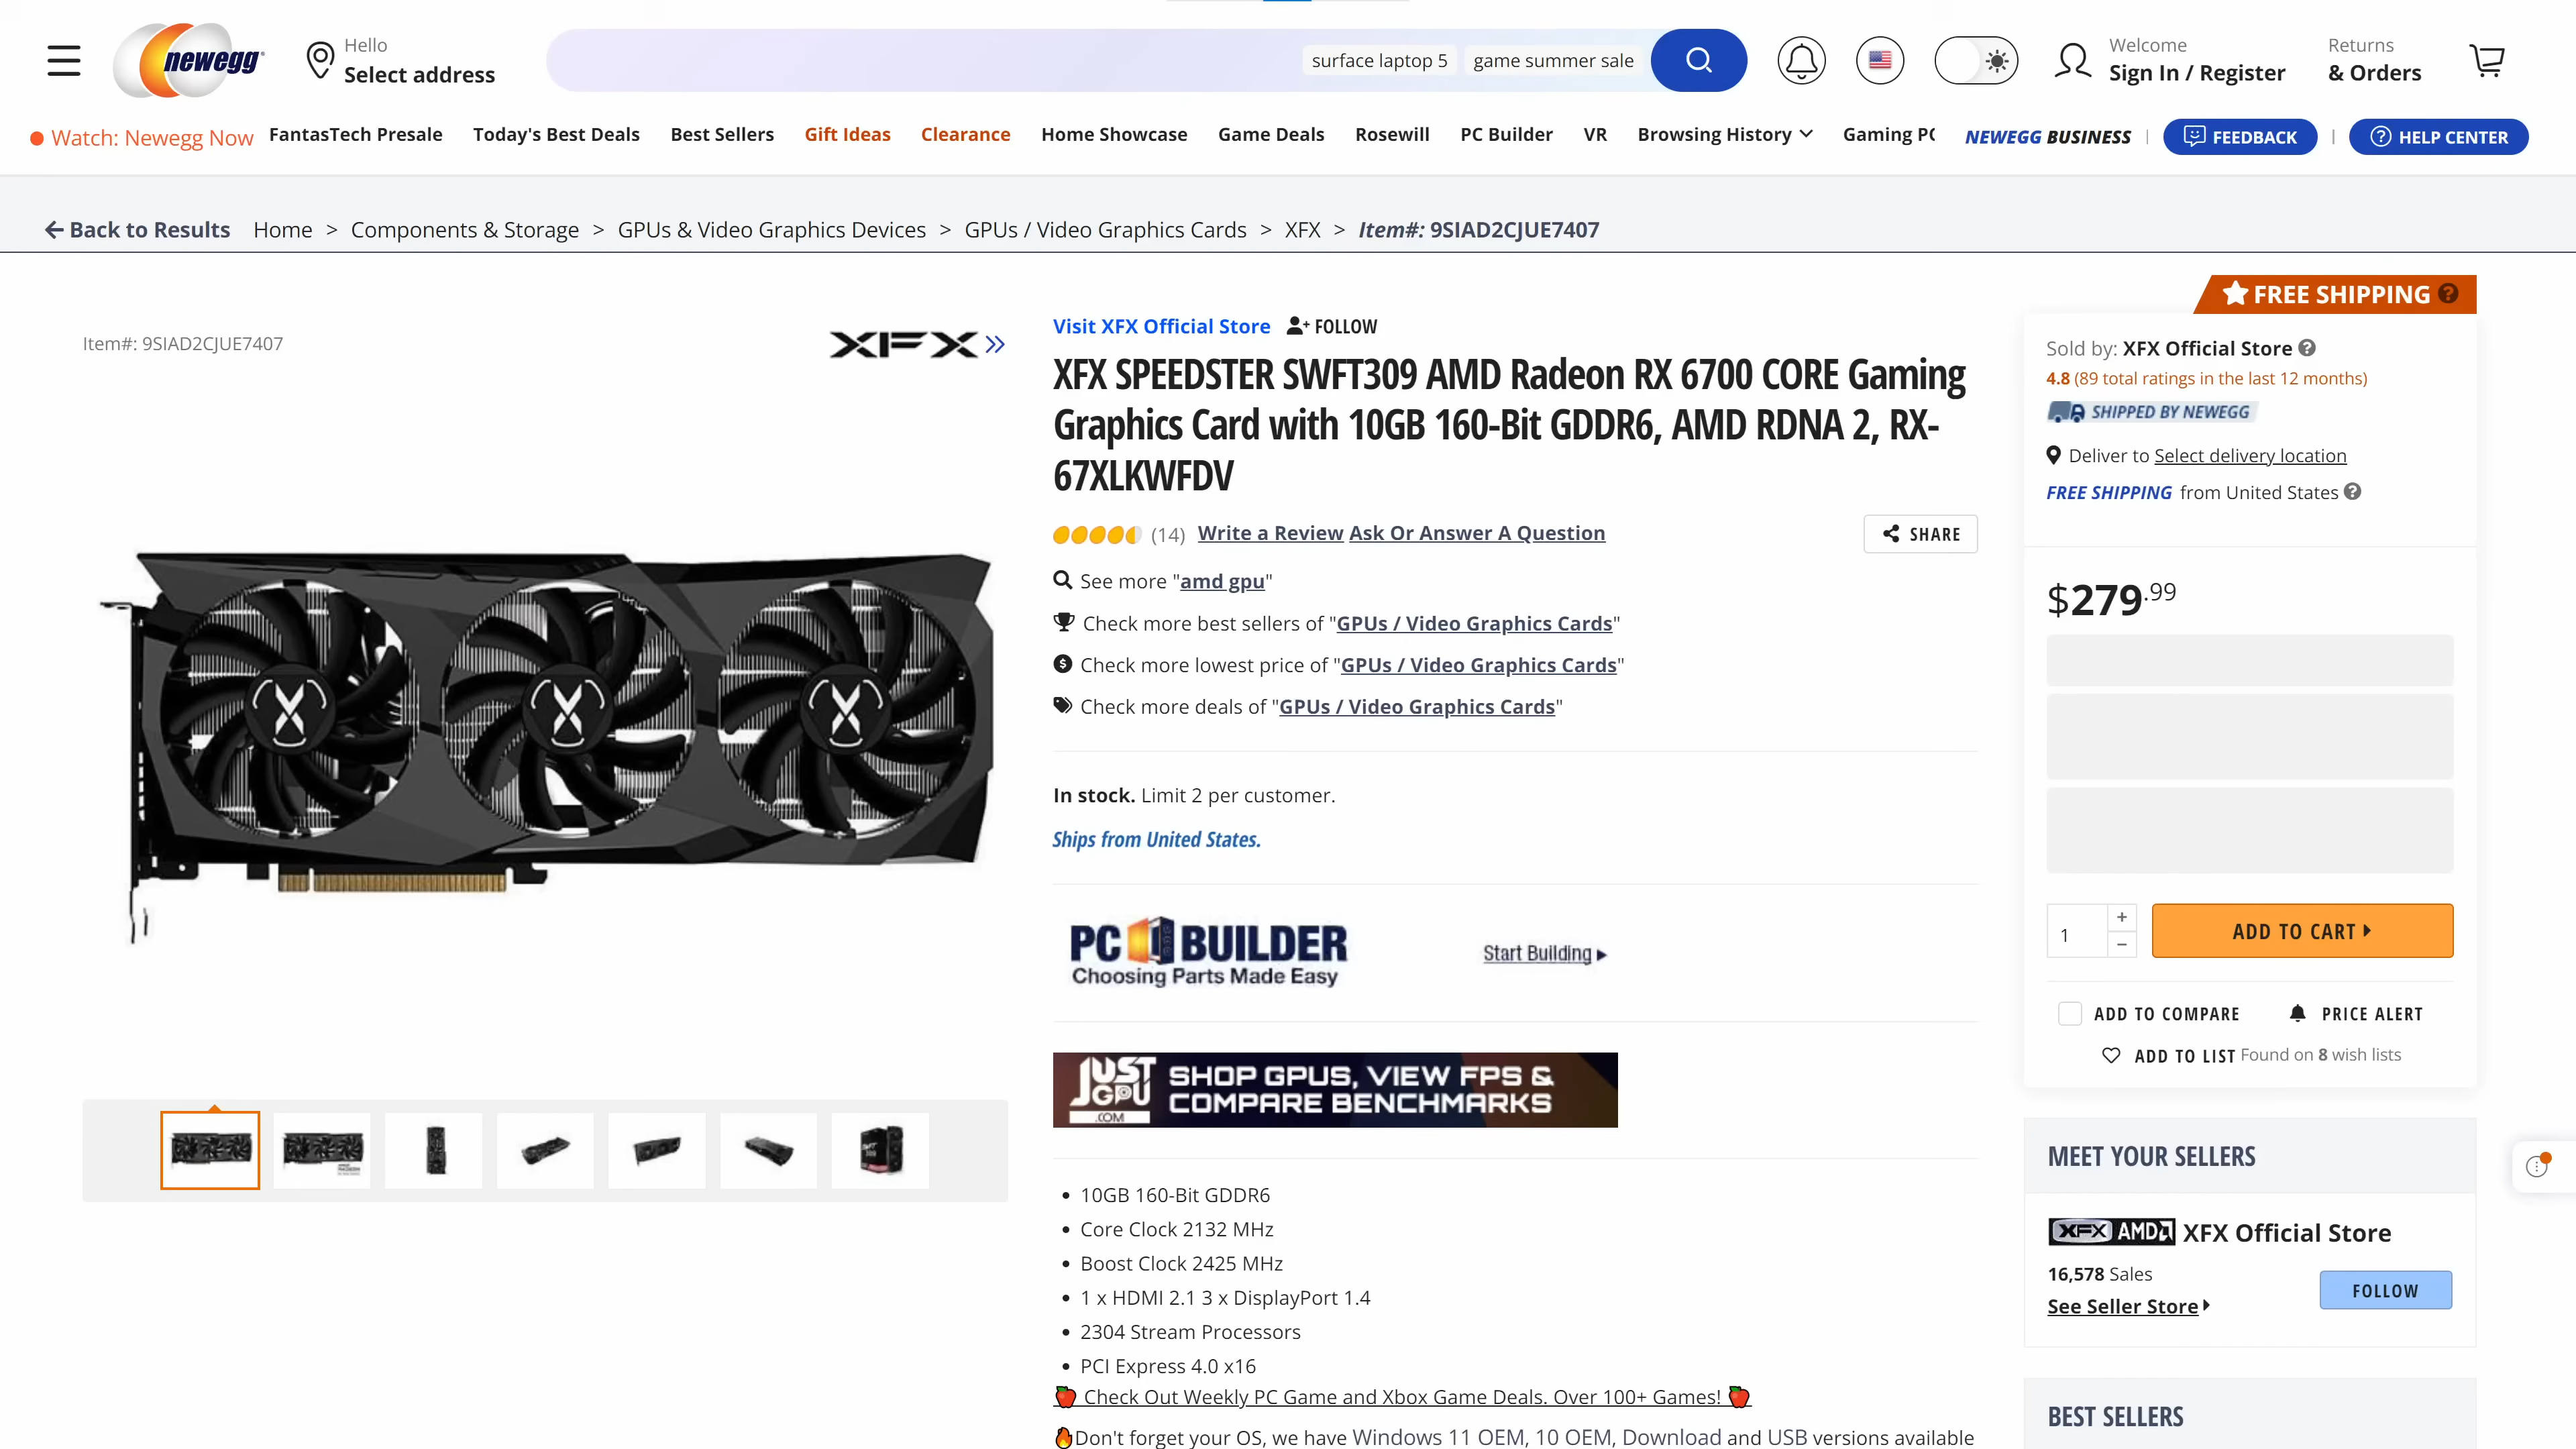 newegg
Hello
Select address
surface laptop 5
game summer sale
Welcome
Sign In / Register
Returns
& Orders
Watch: Newegg Now
FantasTech Presale
Today's Best Deals
Best Sellers
Gift Ideas
Clearance
Home Showcase
Game Deals
Rosewill
PC Builder
VR
Browsing History
Gaming PC
NEWEGG BUSINESS
FEEDBACK
HELP CENTER
Back to Results
Home > Components & Storage > GPUs & Video Graphics Devices > GPUs / Video Graphics Cards > XFX > Item#: 9SIAD2CJUE7407
Item#: 9SIAD2CJUE7407
XFX
Visit XFX Official Store
FOLLOW
XFX SPEEDSTER SWFT309 AMD Radeon RX 6700 CORE Gaming
Graphics Card with 10GB 160-Bit GDDR6, AMD RDNA 2, RX-
67XLKWFDV
(14) Write a Review Ask Or Answer A Question
SHARE
See more "amd gpu"
Check more best sellers of "GPUs / Video Graphics Cards"
Check more lowest price of "GPUs / Video Graphics Cards"
Check more deals of "GPUs / Video Graphics Cards"
In stock. Limit 2 per customer.
Ships from United States.
PC BUILDER
Choosing Parts Made Easy
Start Building
JUST GPU .COM
SHOP GPUS, VIEW FPS &
COMPARE BENCHMARKS
10GB 160-Bit GDDR6
Core Clock 2132 MHz
Boost Clock 2425 MHz
1 x HDMI 2.1 3 x DisplayPort 1.4
2304 Stream Processors
PCI Express 4.0 x16
Check Out Weekly PC Game and Xbox Game Deals. Over 100+ Games!
Don't forget your OS, we have Windows 11 OEM, 10 OEM, Download and USB versions available
FREE SHIPPING
Sold by: XFX Official Store
4.8 (89 total ratings in the last 12 months)
SHIPPED BY NEWEGG
Deliver to Select delivery location
FREE SHIPPING from United States
$279.99
1
+
−
ADD TO CART
ADD TO COMPARE
PRICE ALERT
ADD TO LIST Found on 8 wish lists
MEET YOUR SELLERS
XFX AMD XFX Official Store
16,578 Sales
See Seller Store
FOLLOW
BEST SELLERS